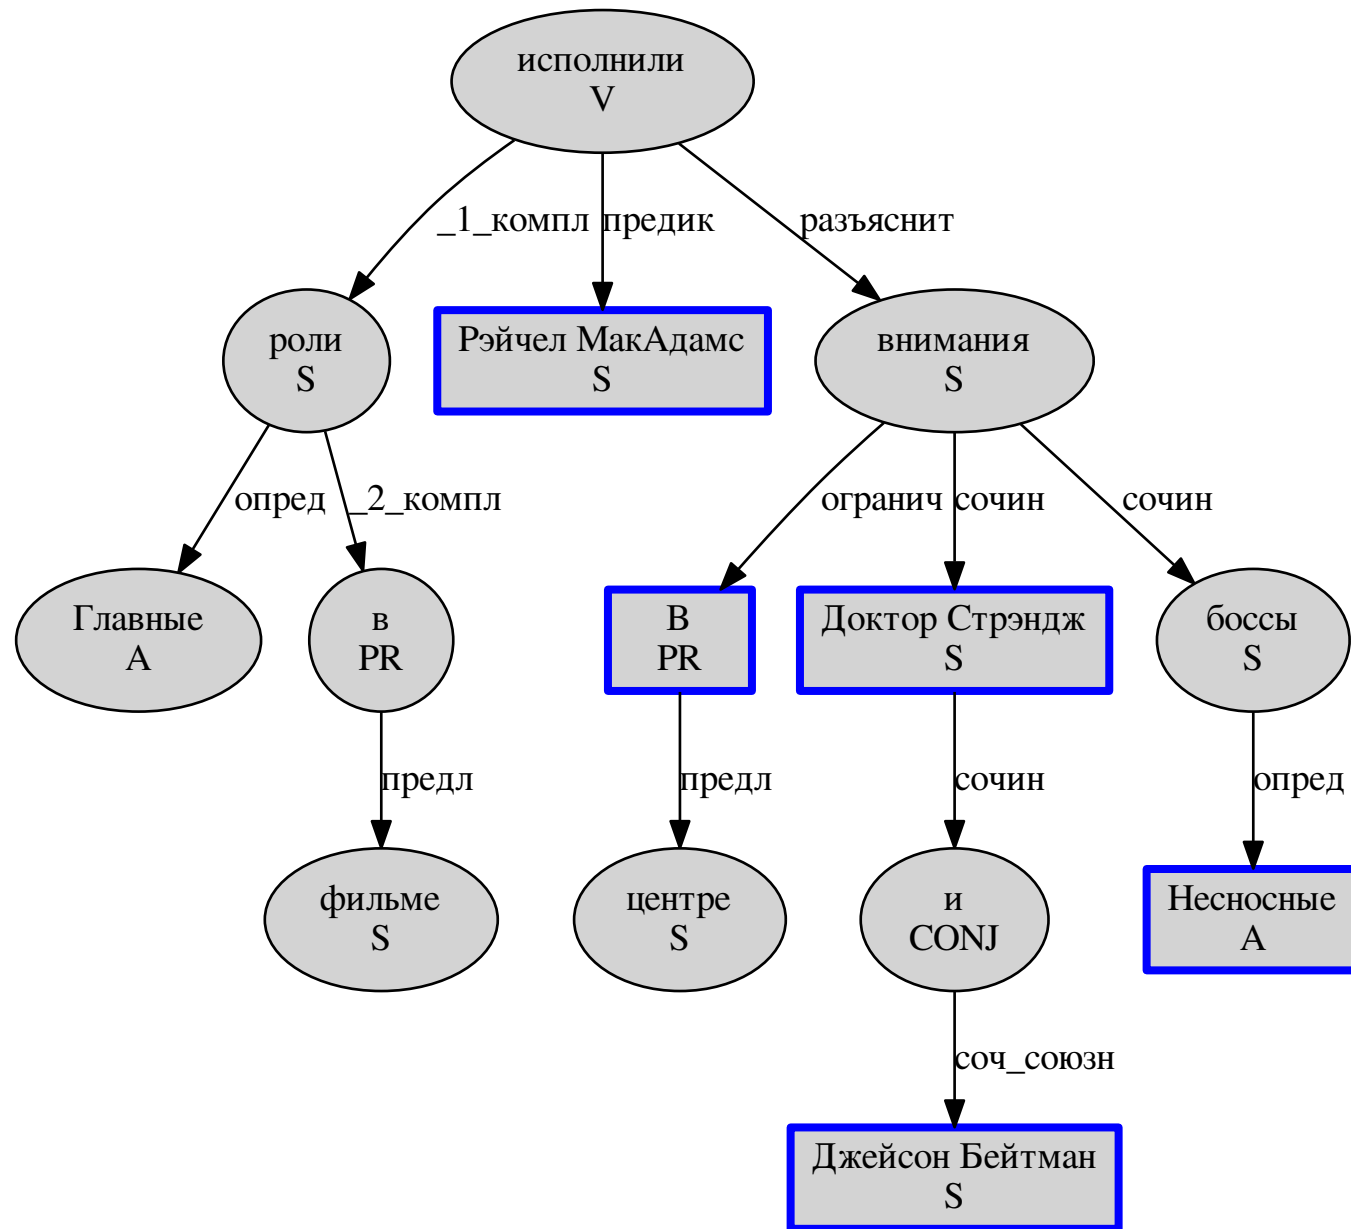 исполнили
V
_1_компл предик разъяснит
роли
S
Рэйчел МакАдамс
S
внимания
S
опред _2_компл огранич сочин сочин
Главные
A
в
PR
В
PR
Доктор Стрэндж
S
боссы
S
предл предл сочин опред
фильме
S
центре
S
и
CONJ
Несносные
A
соч_союзн
Джейсон Бейтман
S